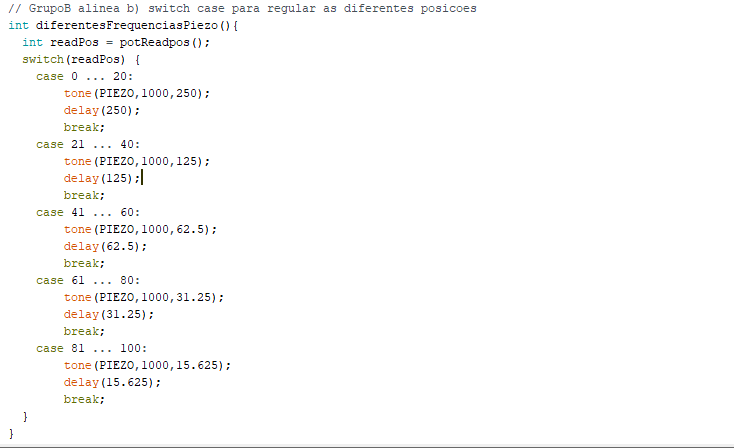 // GrupoB alinea b) switch case para regular as diferentes posicoes
int diferentesFrequenciasPiezo(){
  int readPos = potReadpos();
  switch(readPos) {
    case 0 ... 20:
        tone(PIEZO,1000,250);
        delay(250);
        break;
    case 21 ... 40:
        tone(PIEZO,1000,125);
        delay(125);
        break;
    case 41 ... 60:
        tone(PIEZO,1000,62.5);
        delay(62.5);
        break;
    case 61 ... 80:
        tone(PIEZO,1000,31.25);
        delay(31.25);
        break;
    case 81 ... 100:
        tone(PIEZO,1000,15.625);
        delay(15.625);
        break;
  }
}